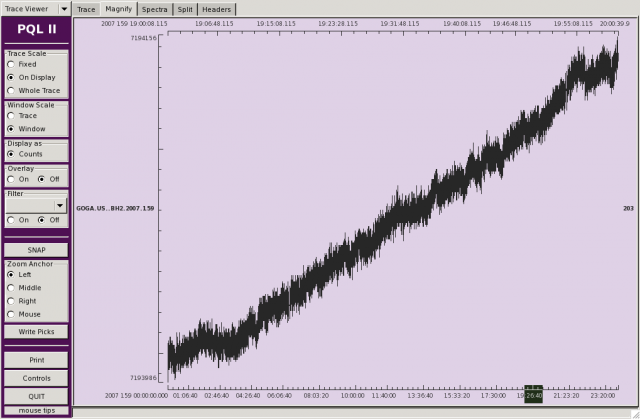 Trace Viewer
Trace Magnify Spectra Split Headers
PQL II
Trace Scale
Fixed
On Display
Whole Trace
Window Scale
Trace
Window
Display as
Counts
Overlay
On Off
Filter
On Off
SNAP
Zoom Anchor
Left
Middle
Right
Mouse
Write Picks
Print
Controls
QUIT
mouse tips
2007 159 19:00:08.115 19:06:48.115 19:15:08.115 19:23:28.115 19:31:48.115 19:40:08.115 19:46:48.115 19:55:08.115 20:00:39.9
7194156
GOGA.US..BH2.2007.159
203
7193986
2007 159 00:00:00.000 01:06:40 02:46:40 04:26:40 06:06:40 08:03:20 10:00:00 11:40:00 13:36:40 15:33:20 17:30:00 19:26:40 21:23:20 23:20:00